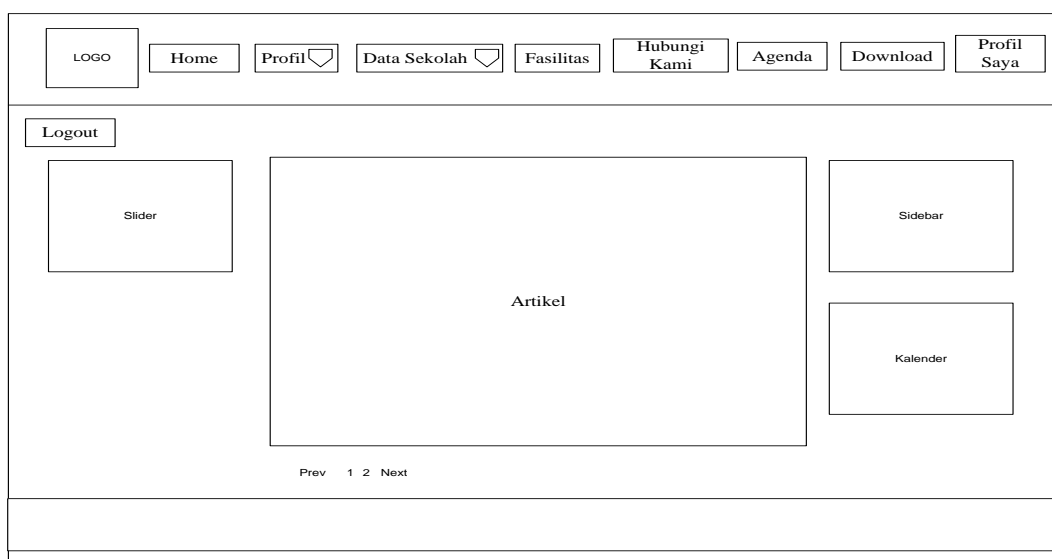 LOGO
Home
Profil
Data Sekolah
Fasilitas
Hubungi
Kami
Agenda
Download
Profil
Saya
Logout
Slider
Artikel
Sidebar
Kalender
Prev 1 2 Next